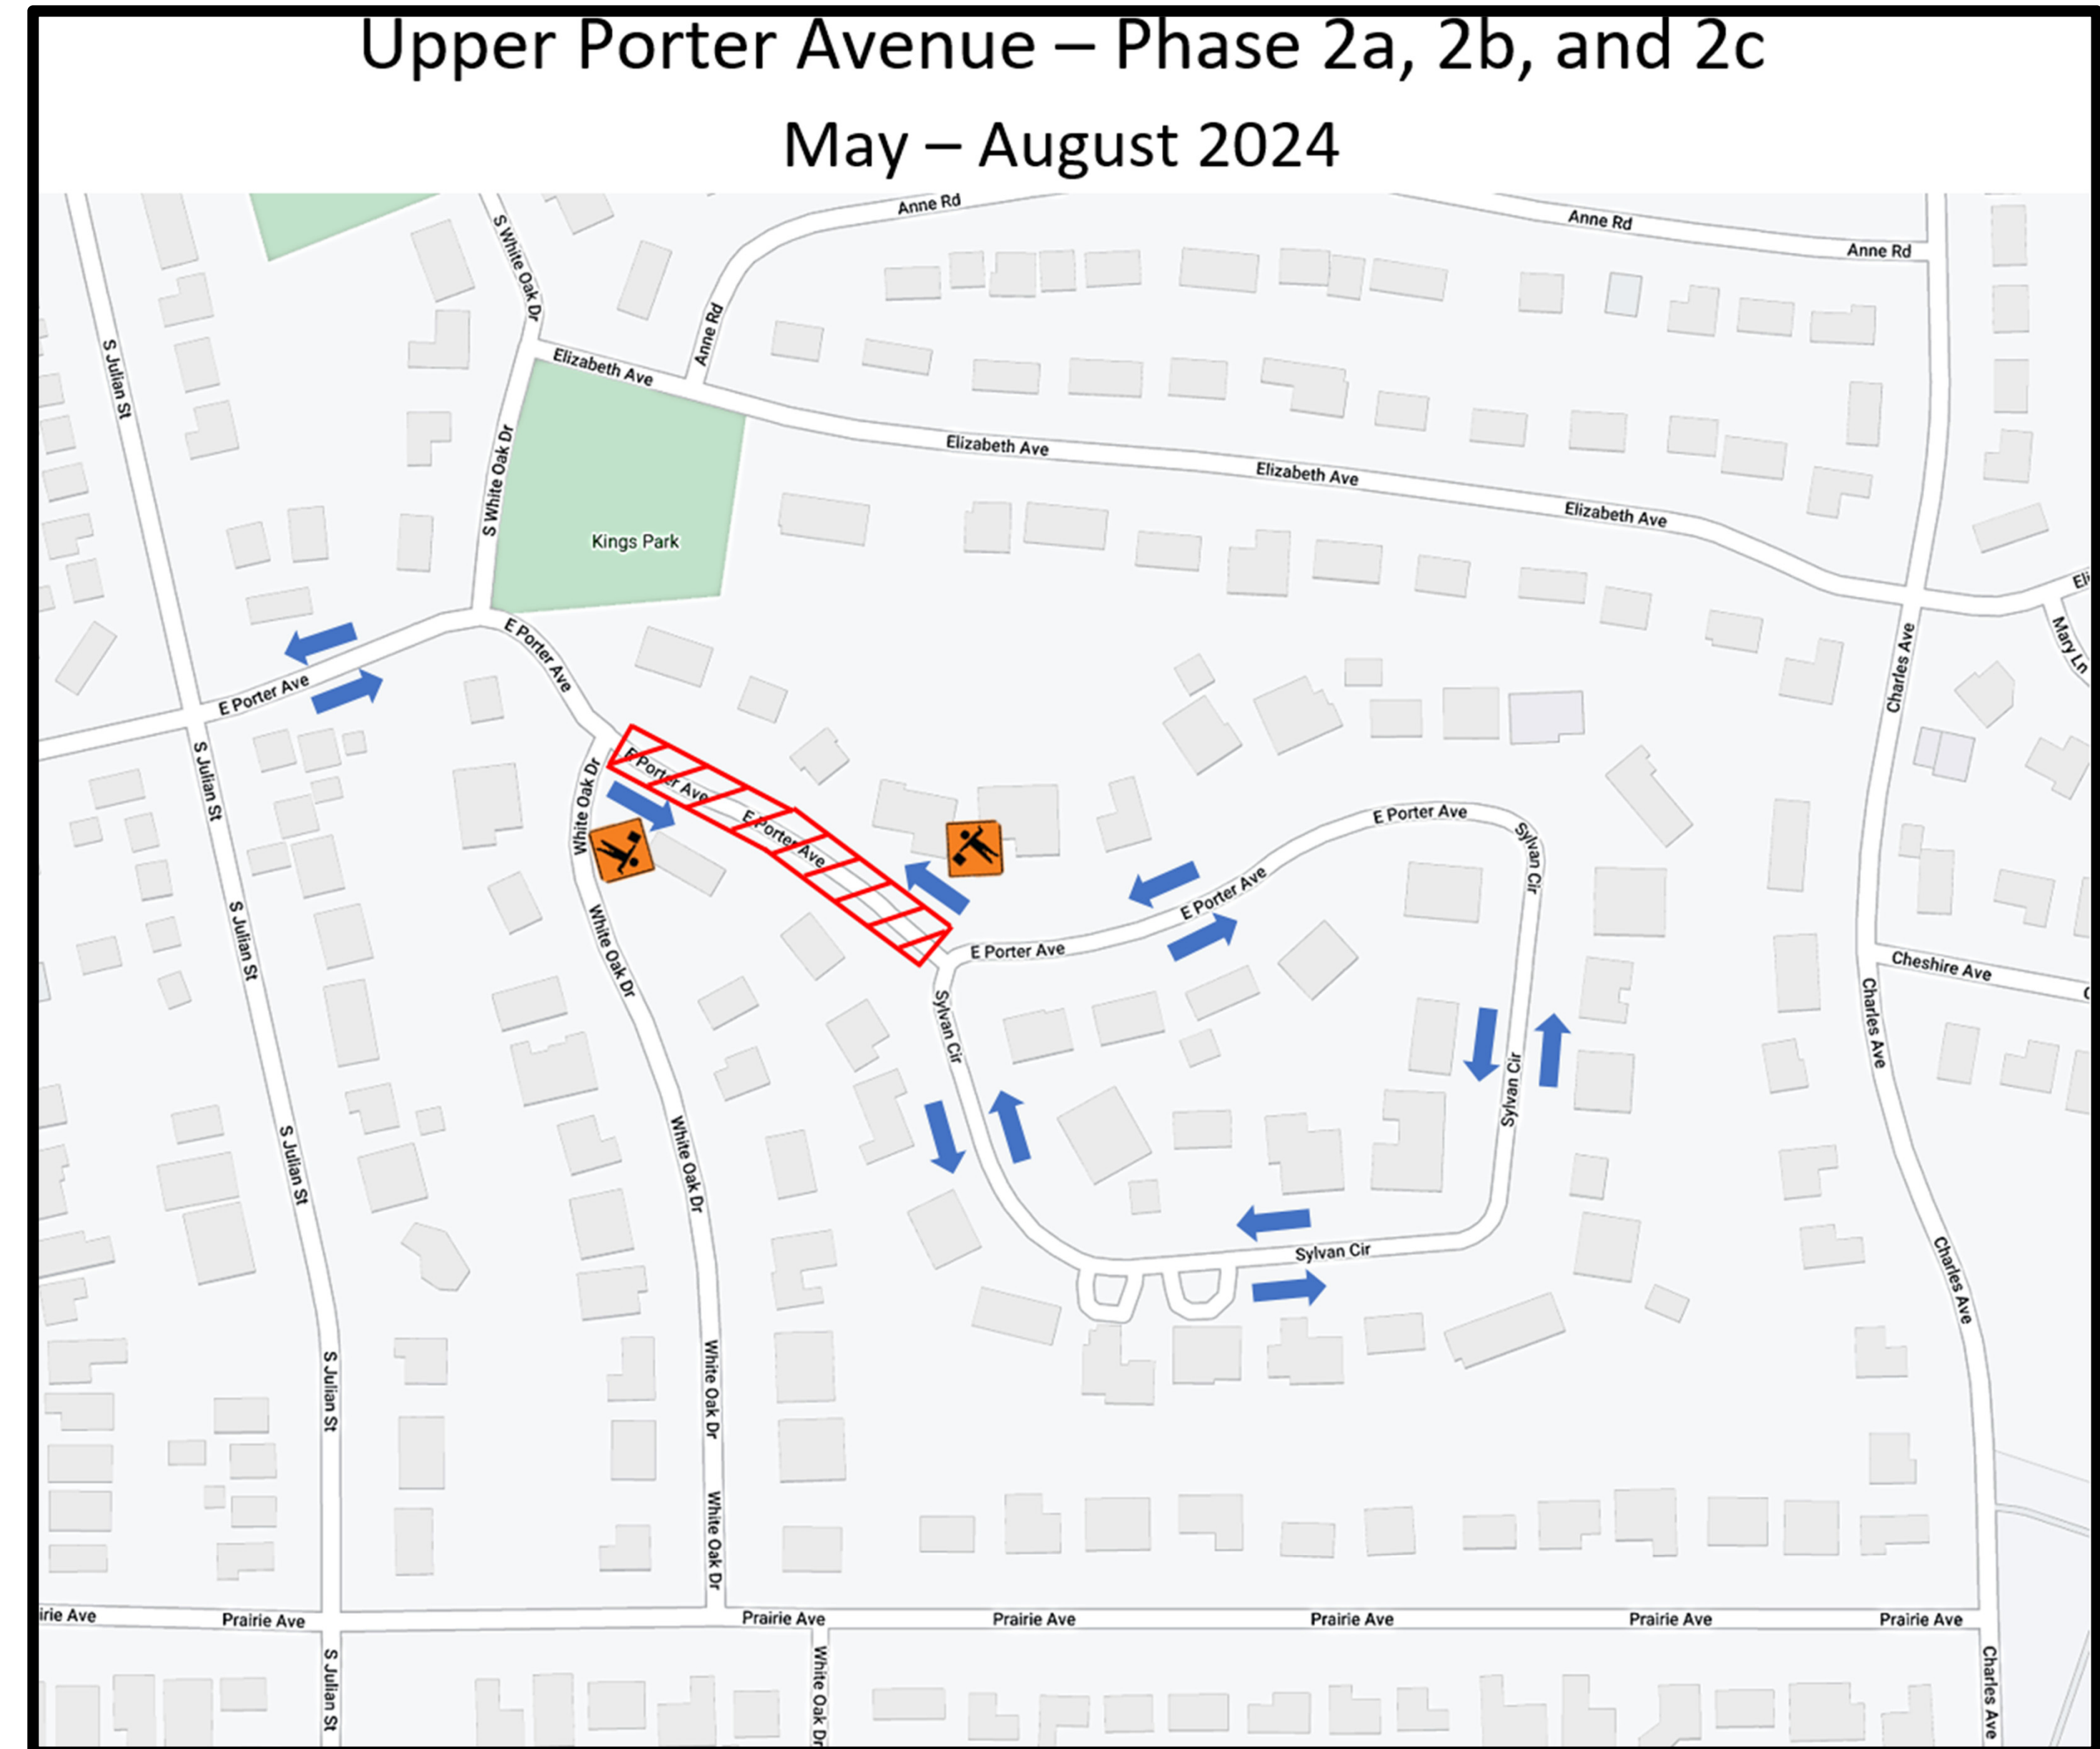 Upper Porter Avenue – Phase 2a, 2b, and 2c
May – August 2024
Anne Rd
Anne Rd
Anne Rd
S White Oak Dr
Anne Rd
S Julian St
Elizabeth Ave
Elizabeth Ave
Elizabeth Ave
Elizabeth Ave
S White Oak Dr
Kings Park
Mary Ln
E Porter Ave
E Porter Ave
Charles Ave
S Julian St
White Oak Dr
E Porter Ave
E Porter Ave
E Porter Ave
Sylvan Cir
E Porter Ave
E Porter Ave
S Julian St
White Oak Dr
Cheshire Ave
Sylvan Cir
Charles Ave
Sylvan Cir
S Julian St
White Oak Dr
Sylvan Cir
Charles Ave
S Julian St
White Oak Dr
White Oak Dr
irie Ave
Prairie Ave
Prairie Ave
Prairie Ave
Prairie Ave
Prairie Ave
Prairie Ave
S Julian St
White Oak Dr
Charles Ave